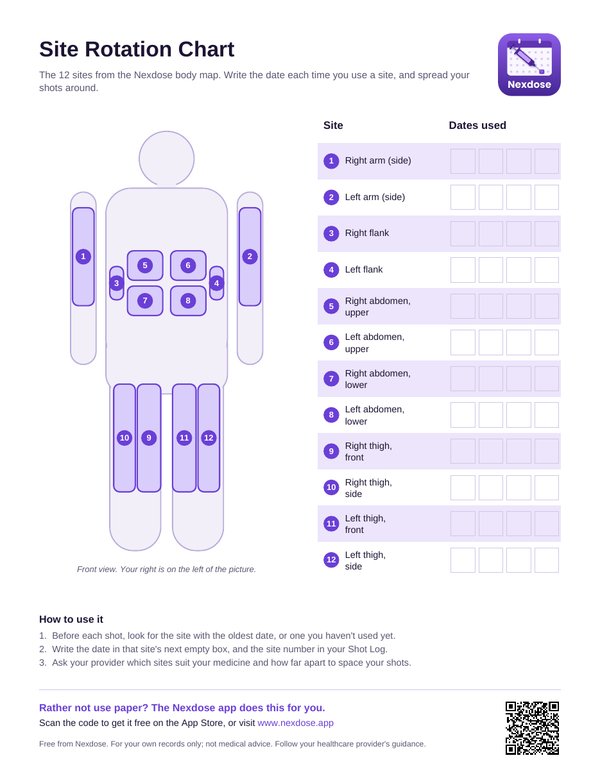 Site Rotation Chart
The 12 sites from the Nexdose body map. Write the date each time you use a site, and spread your
shots around.
Nexdose
Site Dates used
1 Right arm (side)
2 Left arm (side)
3 Right flank
4 Left flank
5 Right abdomen,
upper
6 Left abdomen,
upper
7 Right abdomen,
lower
8 Left abdomen,
lower
9 Right thigh,
front
10 Right thigh,
side
11 Left thigh,
front
12 Left thigh,
side
1
2
3
5
6
4
7
8
10
9
11
12
Front view. Your right is on the left of the picture.
How to use it
1. Before each shot, look for the site with the oldest date, or one you haven't used yet.
2. Write the date in that site's next empty box, and the site number in your Shot Log.
3. Ask your provider which sites suit your medicine and how far apart to space your shots.
Rather not use paper? The Nexdose app does this for you.
Scan the code to get it free on the App Store, or visit www.nexdose.app
Free from Nexdose. For your own records only; not medical advice. Follow your healthcare provider's guidance.